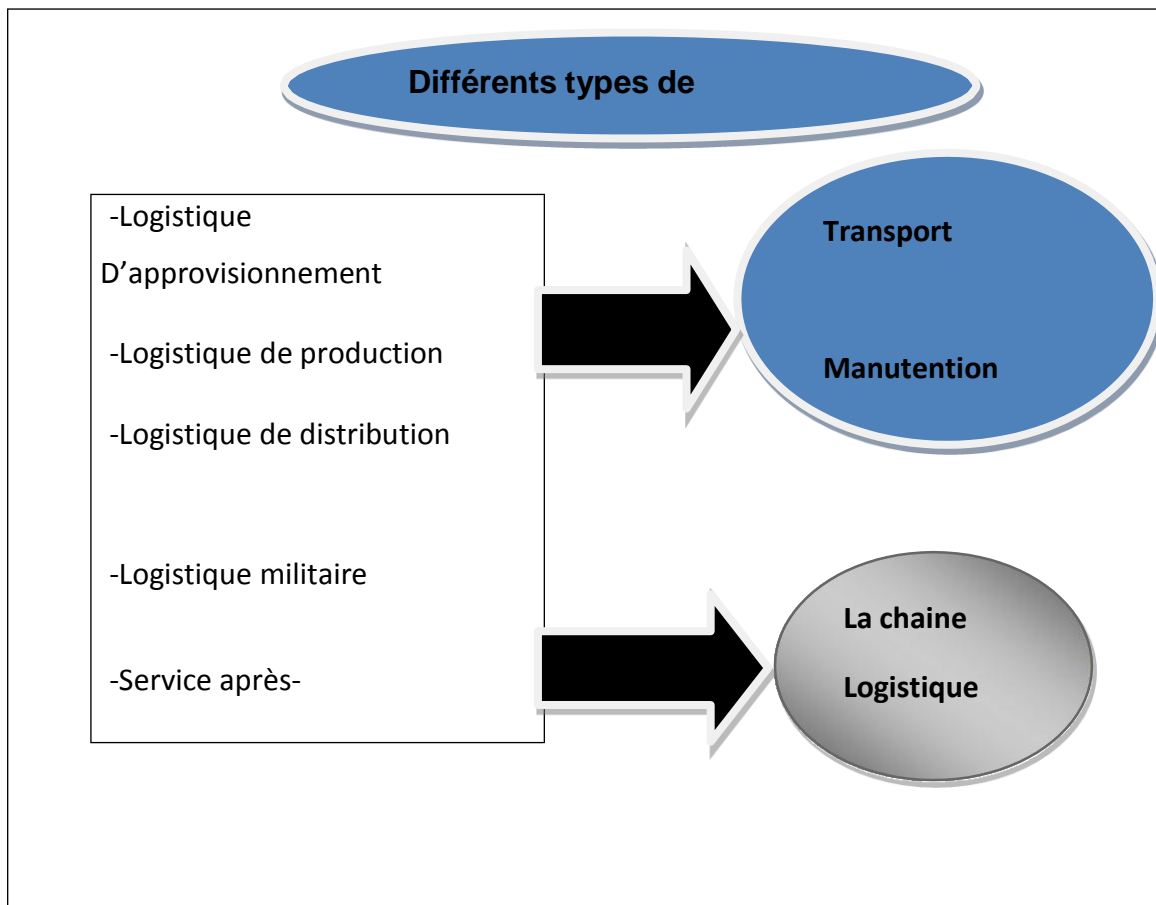 Différents types de
-Logistique
D’approvisionnement
-Logistique de production
-Logistique de distribution
-Logistique militaire
-Service après-
Transport
Manutention
La chaine
Logistique